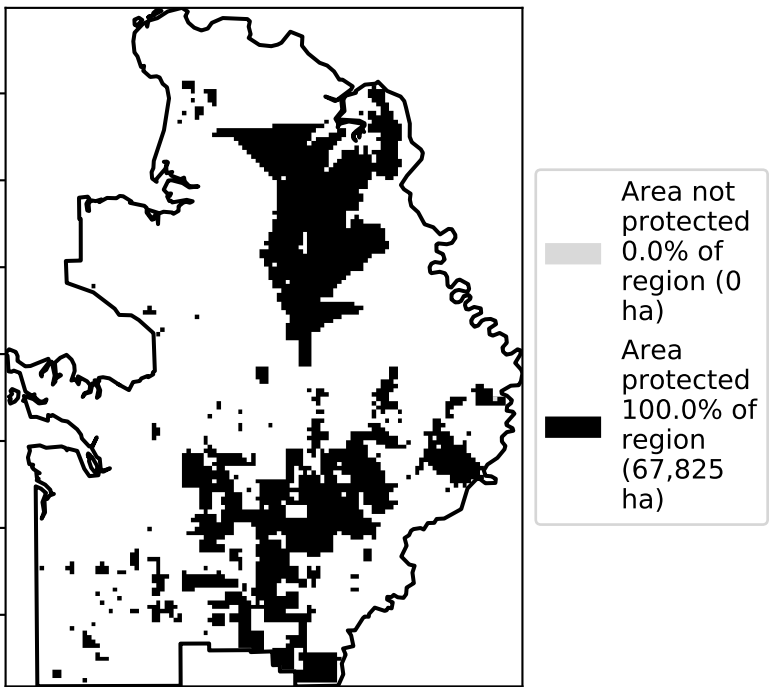 Area not
protected
0.0% of
region (0
ha)
Area
protected
100.0% of
region
(67,825
ha)